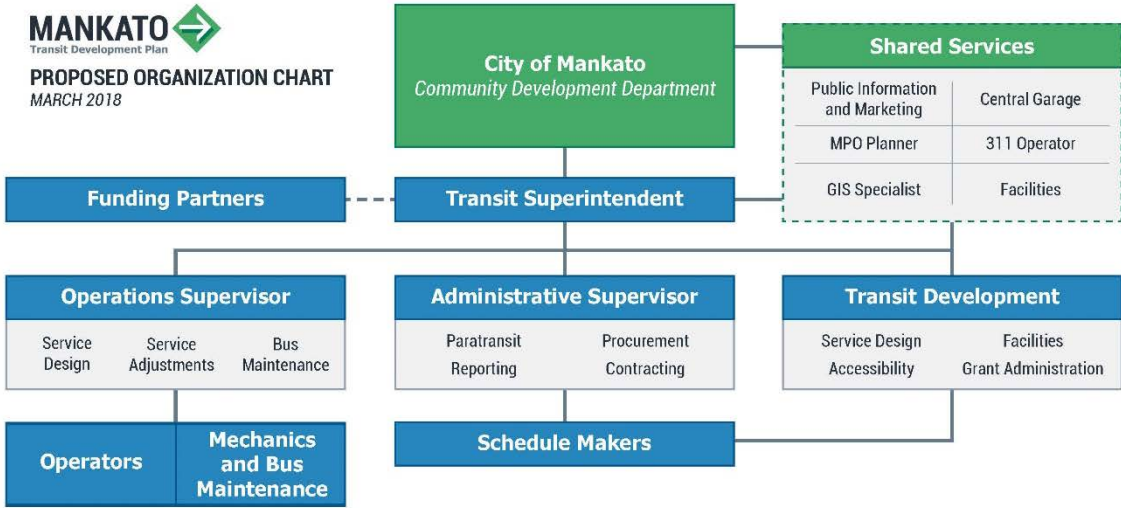 MANKATO
Transit Development Plan
PROPOSED ORGANIZATION CHART
MARCH 2018
City of Mankato
Community Development Department
Shared Services
Public Information
and Marketing
Central Garage
MPO Planner
311 Operator
GIS Specialist
Facilities
Funding Partners
Transit Superintendent
Operations Supervisor
Service
Design
Service
Adjustments
Bus
Maintenance
Administrative Supervisor
Paratransit
Procurement
Reporting
Contracting
Transit Development
Service Design
Facilities
Accessibility
Grant Administration
Operators
Mechanics
and Bus
Maintenance
Schedule Makers